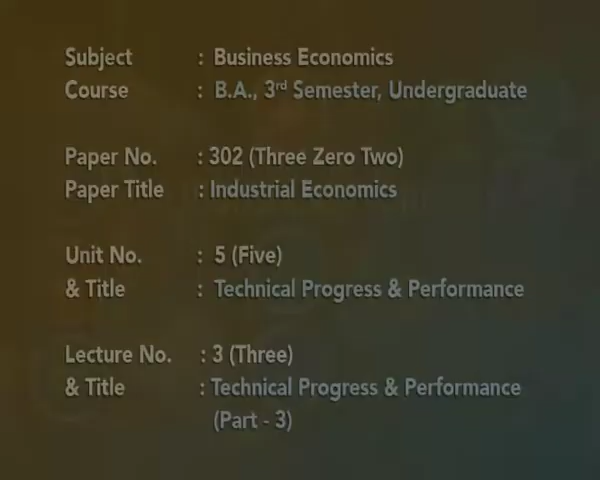 Subject : Business Economics
Course : B.A., 3rd Semester, Undergraduate
Paper No. : 302 (Three Zero Two)
Paper Title : Industrial Economics
Unit No. : 5 (Five)
& Title : Technical Progress & Performance
Lecture No. : 3 (Three)
& Title : Technical Progress & Performance
(Part - 3)